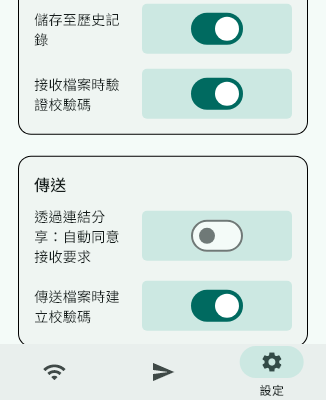 儲存至歷史記
錄
接收檔案時驗
證校驗碼
傳送
透過連結分
享：自動同意
接收要求
傳送檔案時建
立校驗碼
設定